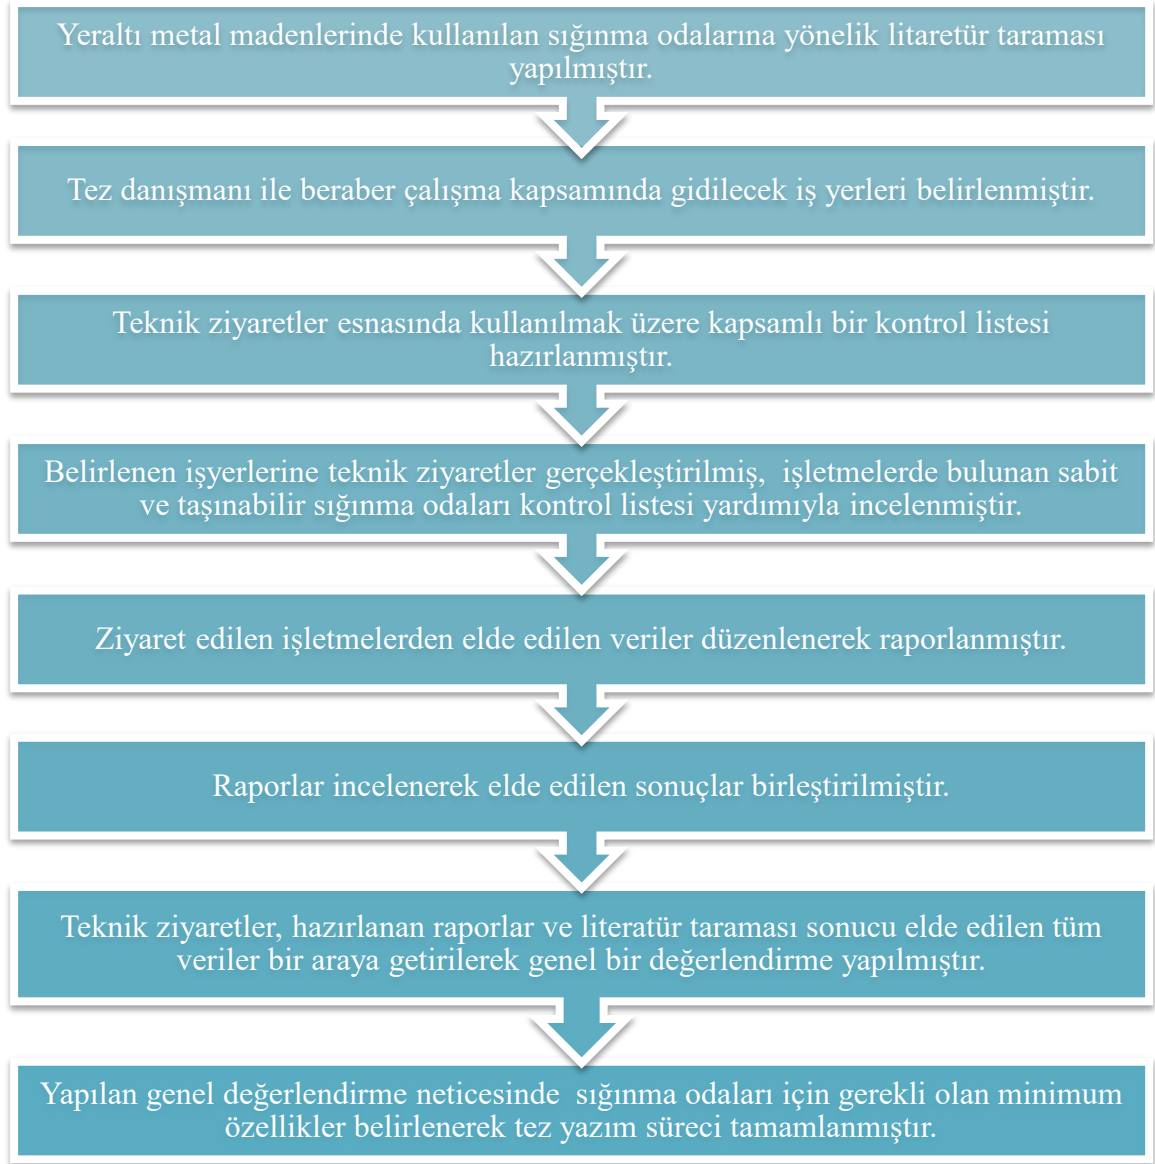 Yeraltı metal madenlerinde kullanılan sığınma odalarına yönelik litaretür taraması
yapılmıştır.
Tez danışmanı ile beraber çalışma kapsamında gidilecek iş yerleri belirlenmiştir.
Teknik ziyaretler esnasında kullanılmak üzere kapsamlı bir kontrol listesi
hazırlanmıştır.
Belirlenen işyerlerine teknik ziyaretler gerçekleştirilmiş,  işletmelerde bulunan sabit
ve taşınabilir sığınma odaları kontrol listesi yardımıyla incelenmiştir.
Ziyaret edilen işletmelerden elde edilen veriler düzenlenerek raporlanmıştır.
Raporlar incelenerek elde edilen sonuçlar birleştirilmiştir.
Teknik ziyaretler, hazırlanan raporlar ve literatür taraması sonucu elde edilen tüm
veriler bir araya getirilerek genel bir değerlendirme yapılmıştır.
Yapılan genel değerlendirme neticesinde  sığınma odaları için gerekli olan minimum
özellikler belirlenerek tez yazım süreci tamamlanmıştır.